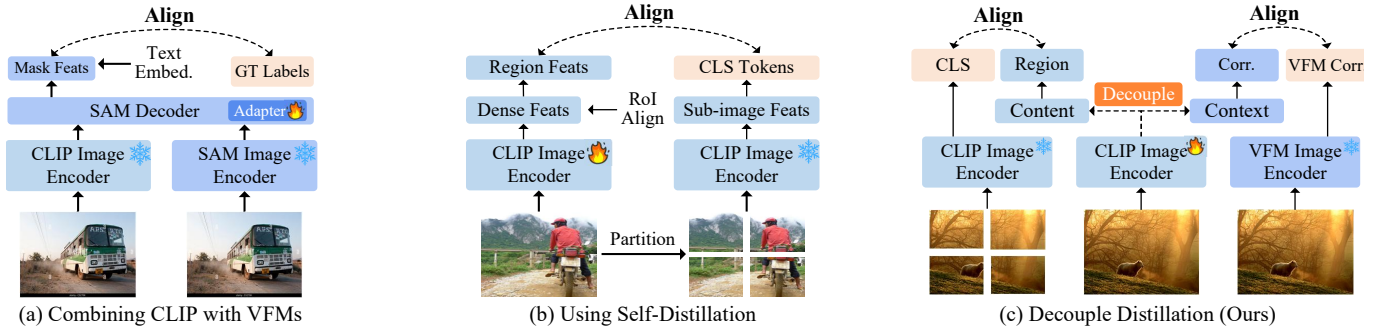 Align
Mask Feats
Text
Embed.
GT Labels
SAM Decoder
Adapter
CLIP Image
Encoder
SAM Image
Encoder
(a) Combining CLIP with VFMs
Align
Region Feats
CLS Tokens
Dense Feats
RoI
Align
Sub-image Feats
CLIP Image
Encoder
CLIP Image
Encoder
Partition
(b) Using Self-Distillation
Align
Align
CLS
Region
Corr.
VFM Corr.
Decouple
Content
Context
CLIP Image
Encoder
CLIP Image
Encoder
VFM Image
Encoder
(c) Decouple Distillation (Ours)